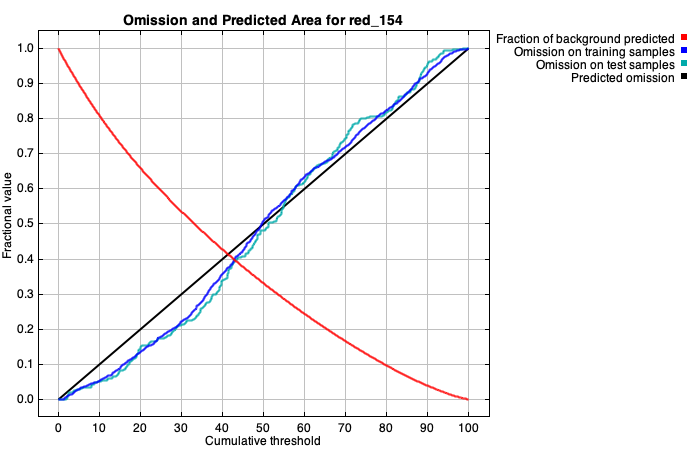 Omission and Predicted Area for red_154
Fraction of background predicted
Omission on training samples
Omission on test samples
Predicted omission
Fractional value
1.0
0.9
0.8
0.7
0.6
0.5
0.4
0.3
0.2
0.1
0.0
0 10 20 30 40 50 60 70 80 90 100
Cumulative threshold